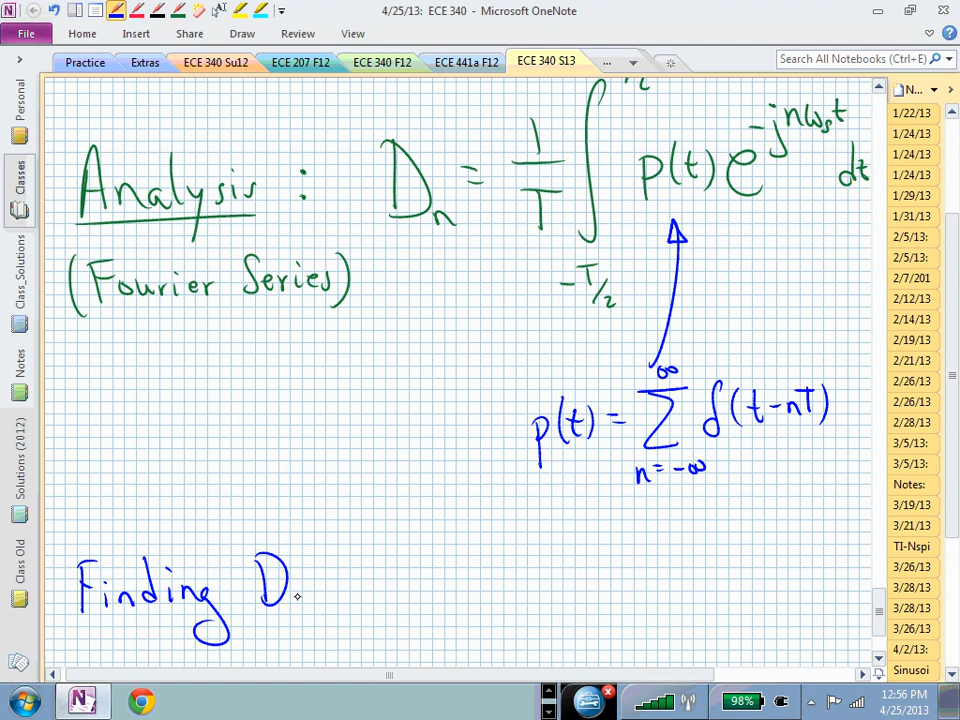 4/25/13: ECE 340 - Microsoft OneNote
File Home Insert Share Draw Review View
Practice Extras ECE 340 Su12 ECE 207 F12 ECE 340 F12 ECE 441a F12 ECE 340 S13 ... Search All Notebooks (Ctrl+E)
Personal
Classes
Class_Solutions
Notes
Solutions (2012)
Class Old
Analysis : Dn = 1/T ∫ p(t) e^-jnωst dt
-T/2
(Fourier Series)
p(t) = ∑ δ(t-nT)
∞
n=-∞
Finding D
N...
1/22/13
1/24/13
1/24/13
1/24/13
1/29/13
1/31/13
2/5/13:
2/5/13:
2/7/201
2/12/13
2/14/13
2/19/13
2/21/13
2/26/13
2/26/13
2/28/13
3/5/13:
3/5/13:
Notes:
3/19/13
3/21/13
TI-Nspi
3/26/13
3/28/13
3/28/13
3/26/13
4/2/13:
Sinusoi
98%
12:56 PM
4/25/2013